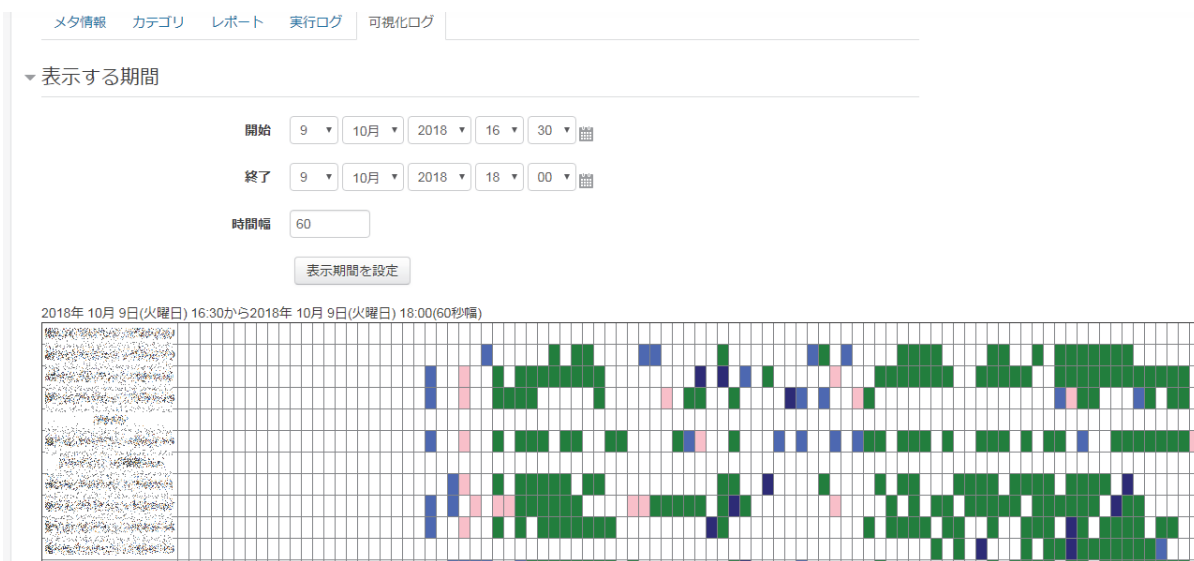 メタ情報 カテゴリ レポート 実行ログ 可視化ログ
表示する期間
開始 9 10月 2018 16 30
終了 9 10月 2018 18 00
時間幅 60
表示期間を設定
2018年 10月 9日(火曜日) 16:30から2018年 10月 9日(火曜日) 18:00(60秒幅)